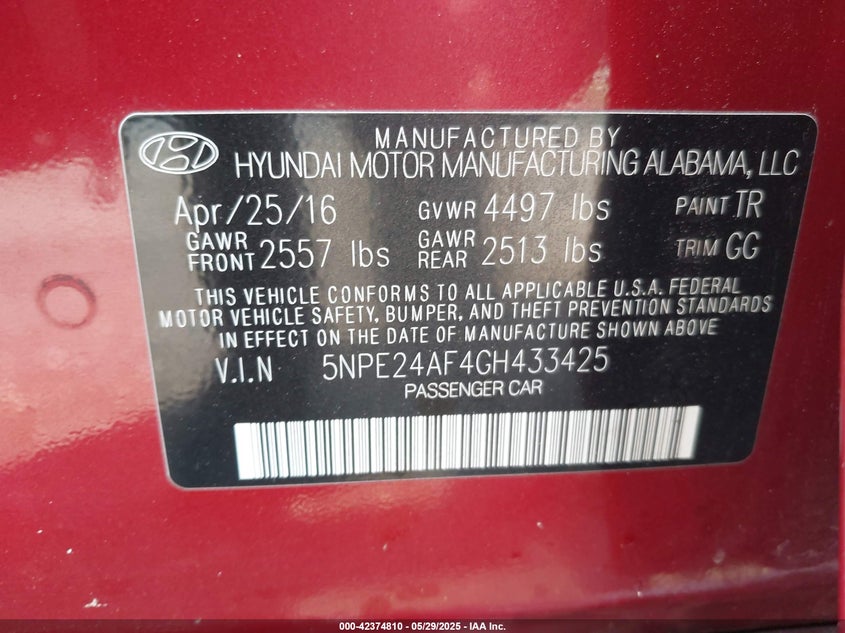 MANUFACTURED BY
HYUNDAI MOTOR MANUFACTURING ALABAMA, LLC
Apr/25/16 GVWR 4497 lbs PAINT TR
GAWR FRONT 2557 lbs GAWR REAR 2513 lbs TRIM GG
THIS VEHICLE CONFORMS TO ALL APPLICABLE U.S.A. FEDERAL
MOTOR VEHICLE SAFETY, BUMPER, AND THEFT PREVENTION STANDARDS
IN EFFECT ON THE DATE OF MANUFACTURE SHOWN ABOVE
V.I.N 5NPE24AF4GH433425
PASSENGER CAR
000-42374810 - 05/29/2025 - IAA Inc.